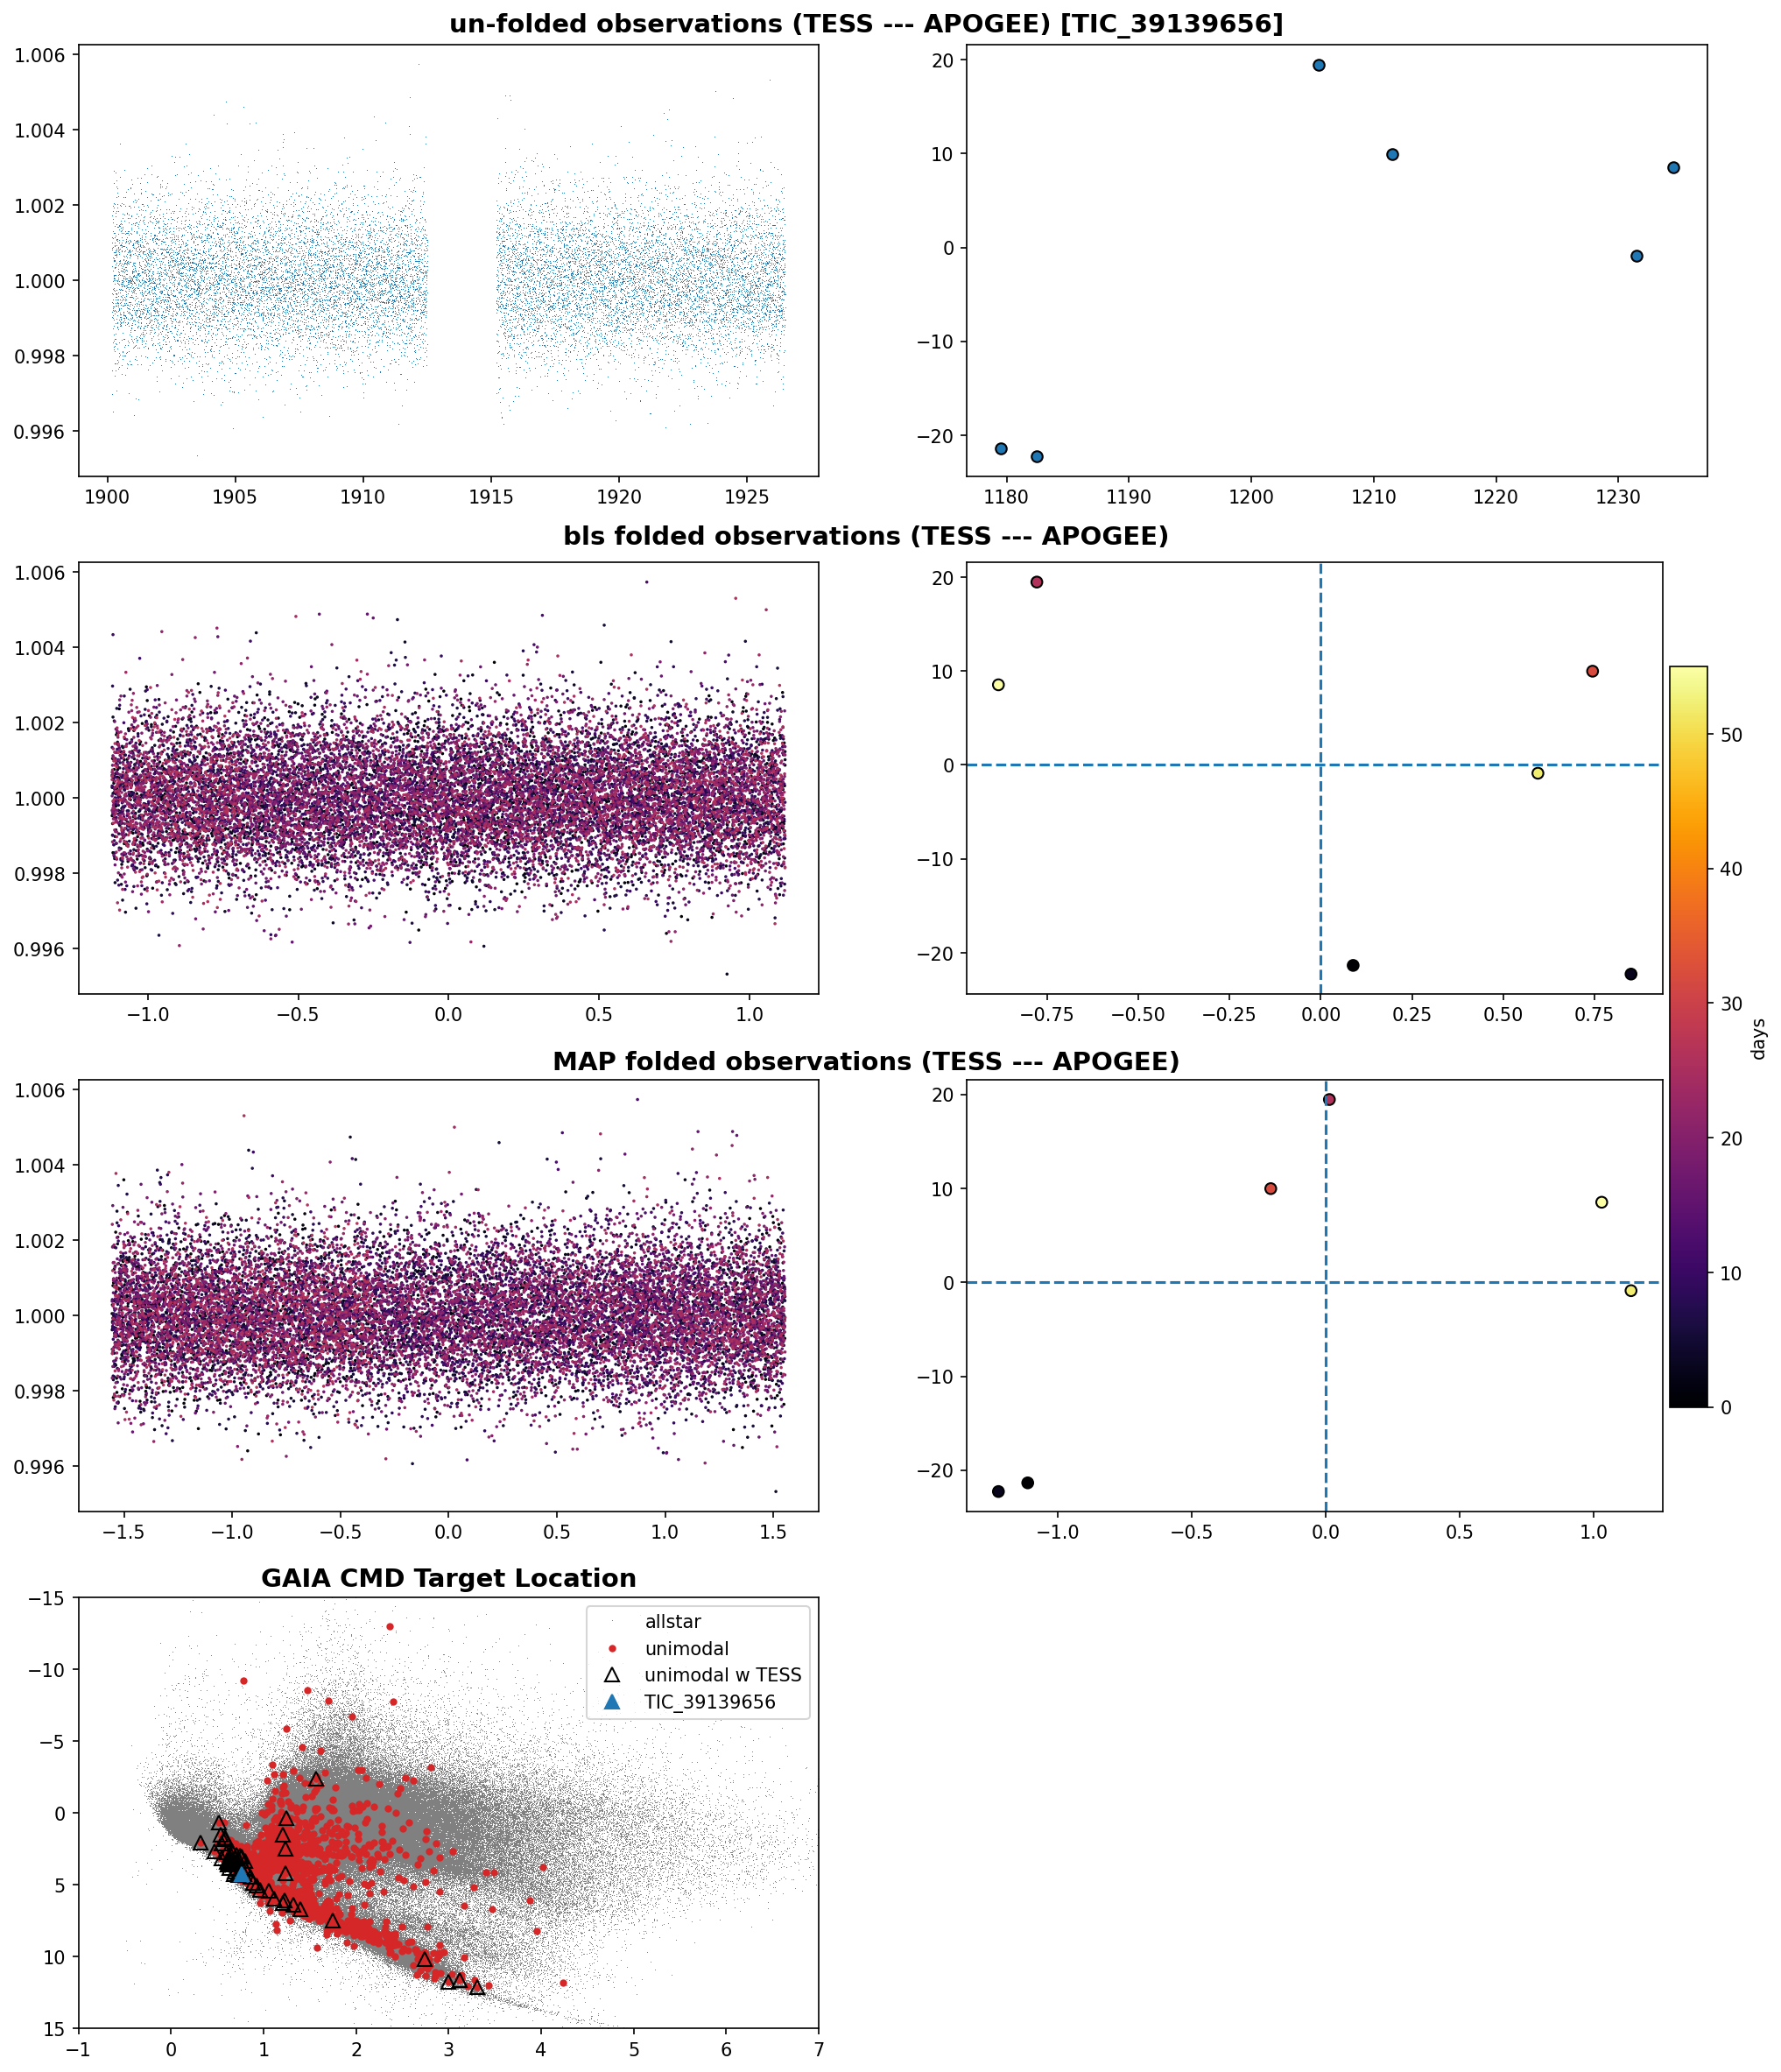 un-folded observations (TESS --- APOGEE) [TIC_39139656]
1.006
1.004
1.002
1.000
0.998
0.996
1900 1905 1910 1915 1920 1925
20
10
0
−10
−20
1180 1190 1200 1210 1220 1230
bls folded observations (TESS --- APOGEE)
1.006
1.004
1.002
1.000
0.998
0.996
−1.0 −0.5 0.0 0.5 1.0
20
10
0
−10
−20
−0.75 −0.50 −0.25 0.00 0.25 0.50 0.75
50
40
30
20
10
0
days
MAP folded observations (TESS --- APOGEE)
1.006
1.004
1.002
1.000
0.998
0.996
−1.5 −1.0 −0.5 0.0 0.5 1.0 1.5
20
10
0
−10
−20
−1.0 −0.5 0.0 0.5 1.0
GAIA CMD Target Location
−15
−10
−5
0
5
10
15
−1 0 1 2 3 4 5 6 7
allstar
unimodal
unimodal w TESS
TIC_39139656